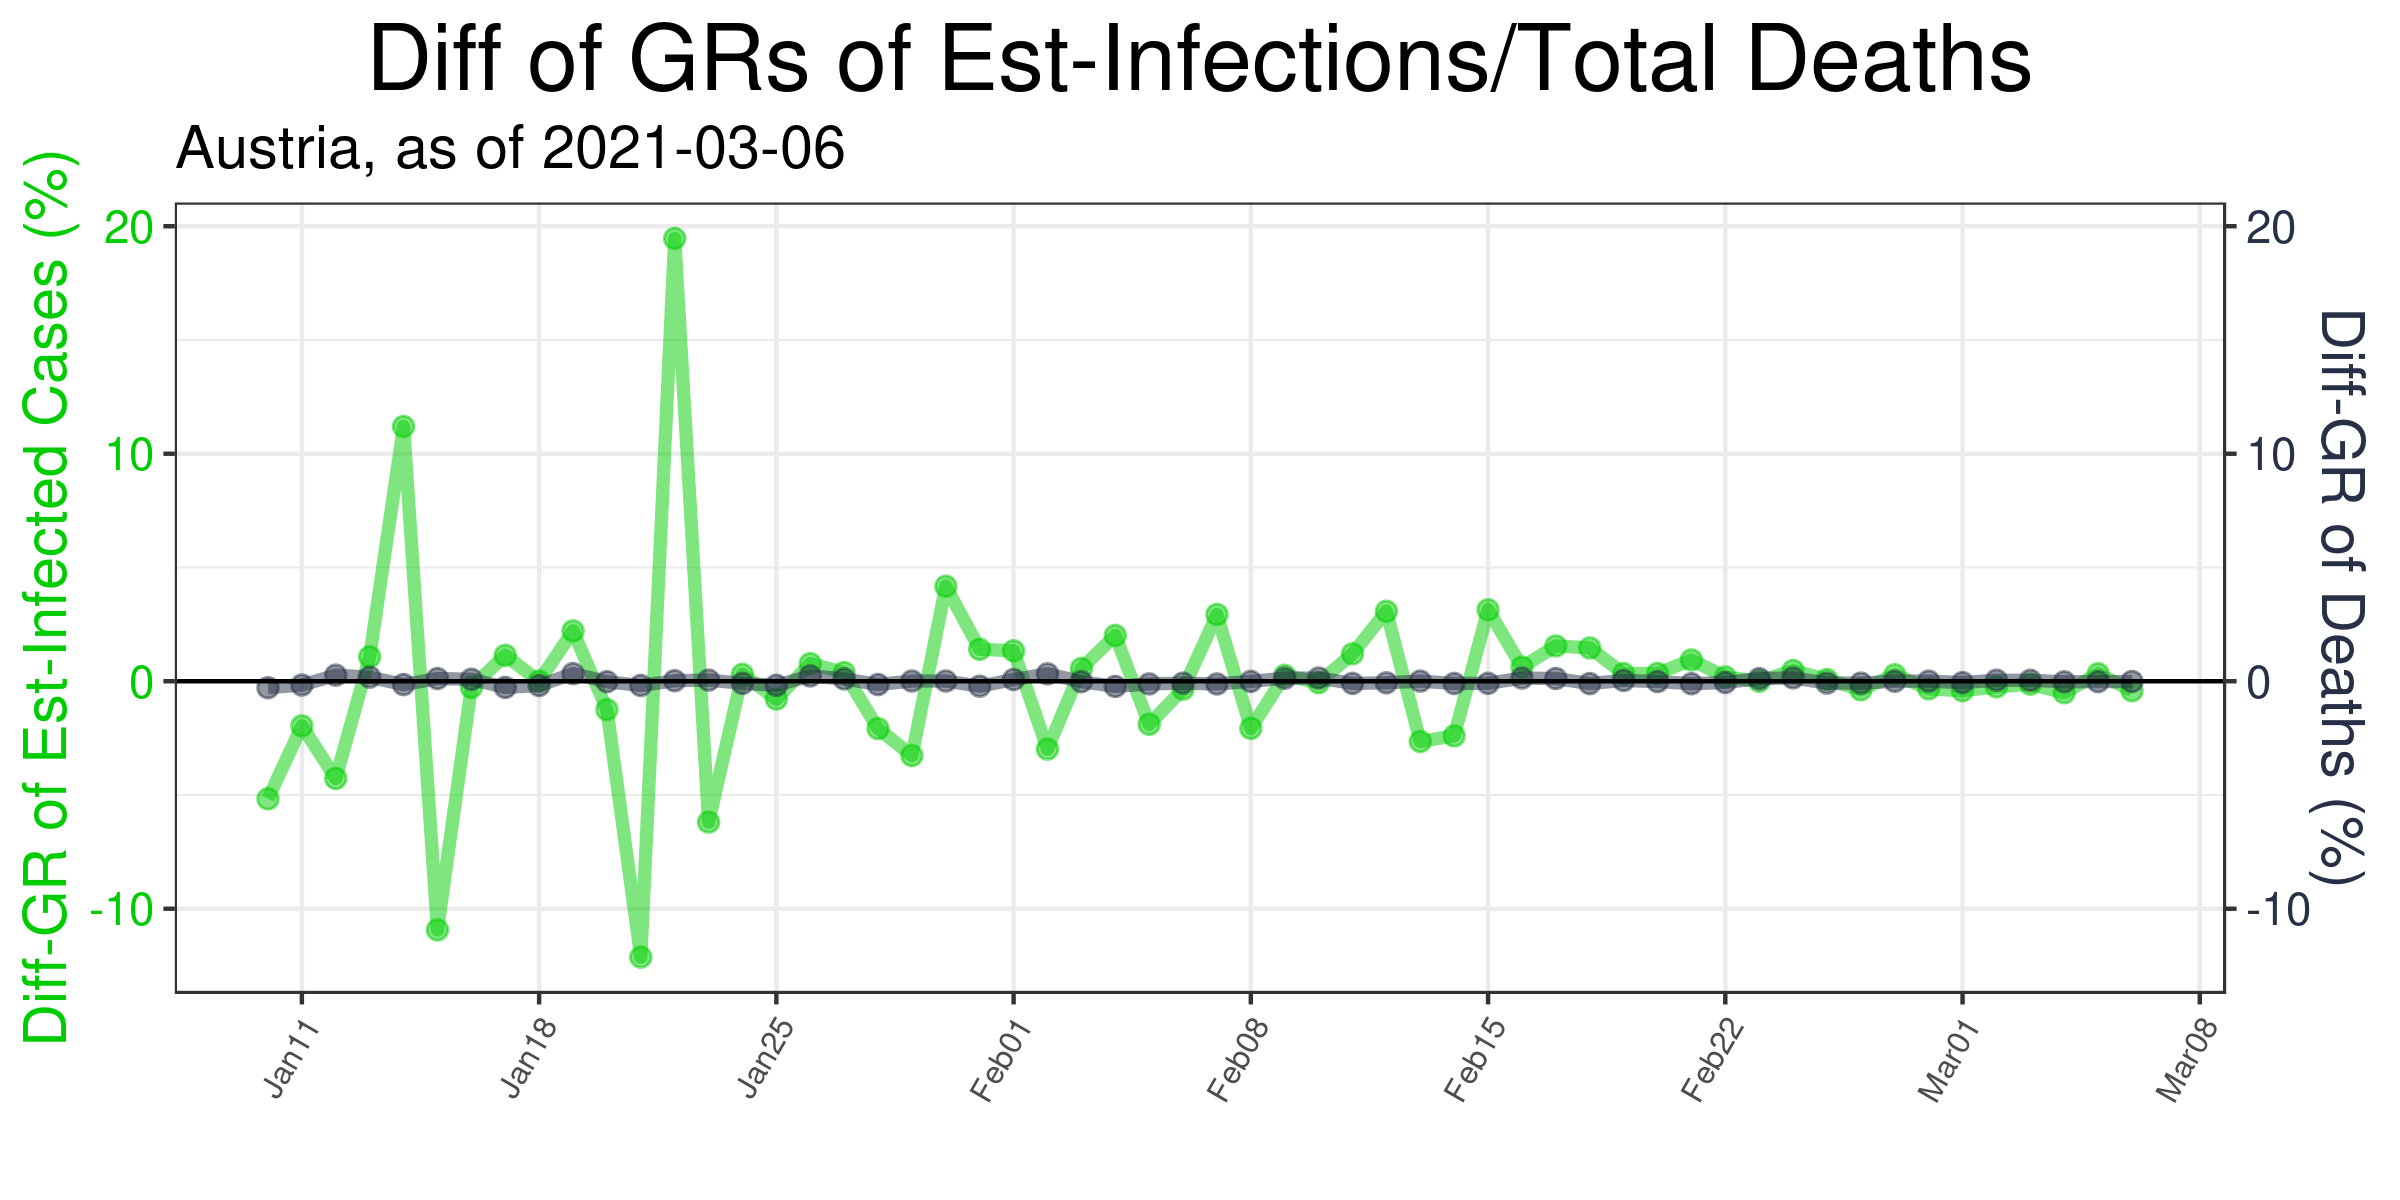 Diff of GRs of Est-Infections/Total Deaths
Austria, as of 2021-03-06
Diff-GR of Est-Infected Cases (%)
20
10
0
-10
20
10
0
-10
Diff-GR of Deaths (%)
Jan11
Jan18
Jan25
Feb01
Feb08
Feb15
Feb22
Mar01
Mar08